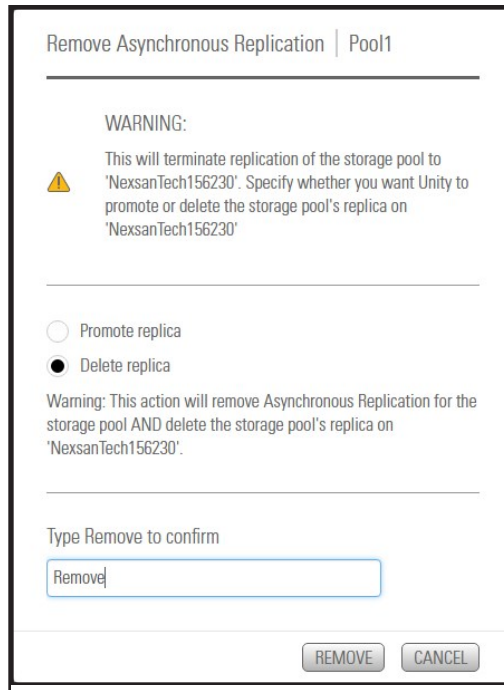 Remove Asynchronous Replication | Pool1
WARNING:
This will terminate replication of the storage pool to
'NexsanTech156230'. Specify whether you want Unity to
promote or delete the storage pool's replica on
'NexsanTech156230'
Promote replica
Delete replica
Warning: This action will remove Asynchronous Replication for the
storage pool AND delete the storage pool's replica on
'NexsanTech156230'.
Type Remove to confirm
Remove
REMOVE CANCEL